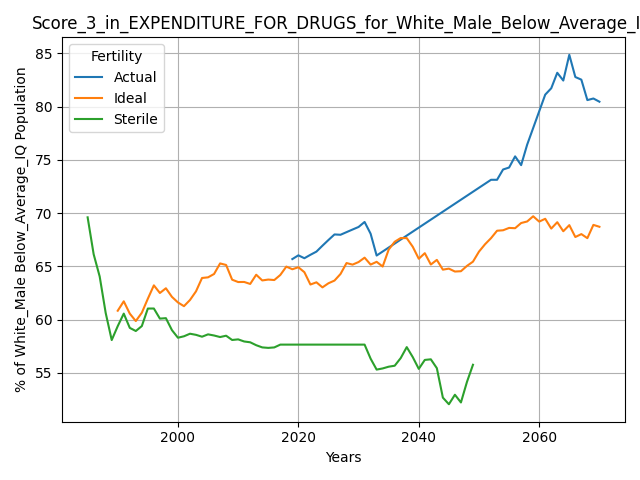 Score_3_in_EXPENDITURE_FOR_DRUGS_for_White_Male_Below_Average_I
Fertility
Actual
Ideal
Sterile
% of White_Male Below_Average_IQ Population
85
80
75
70
65
60
55
2000
2020
2040
2060
Years